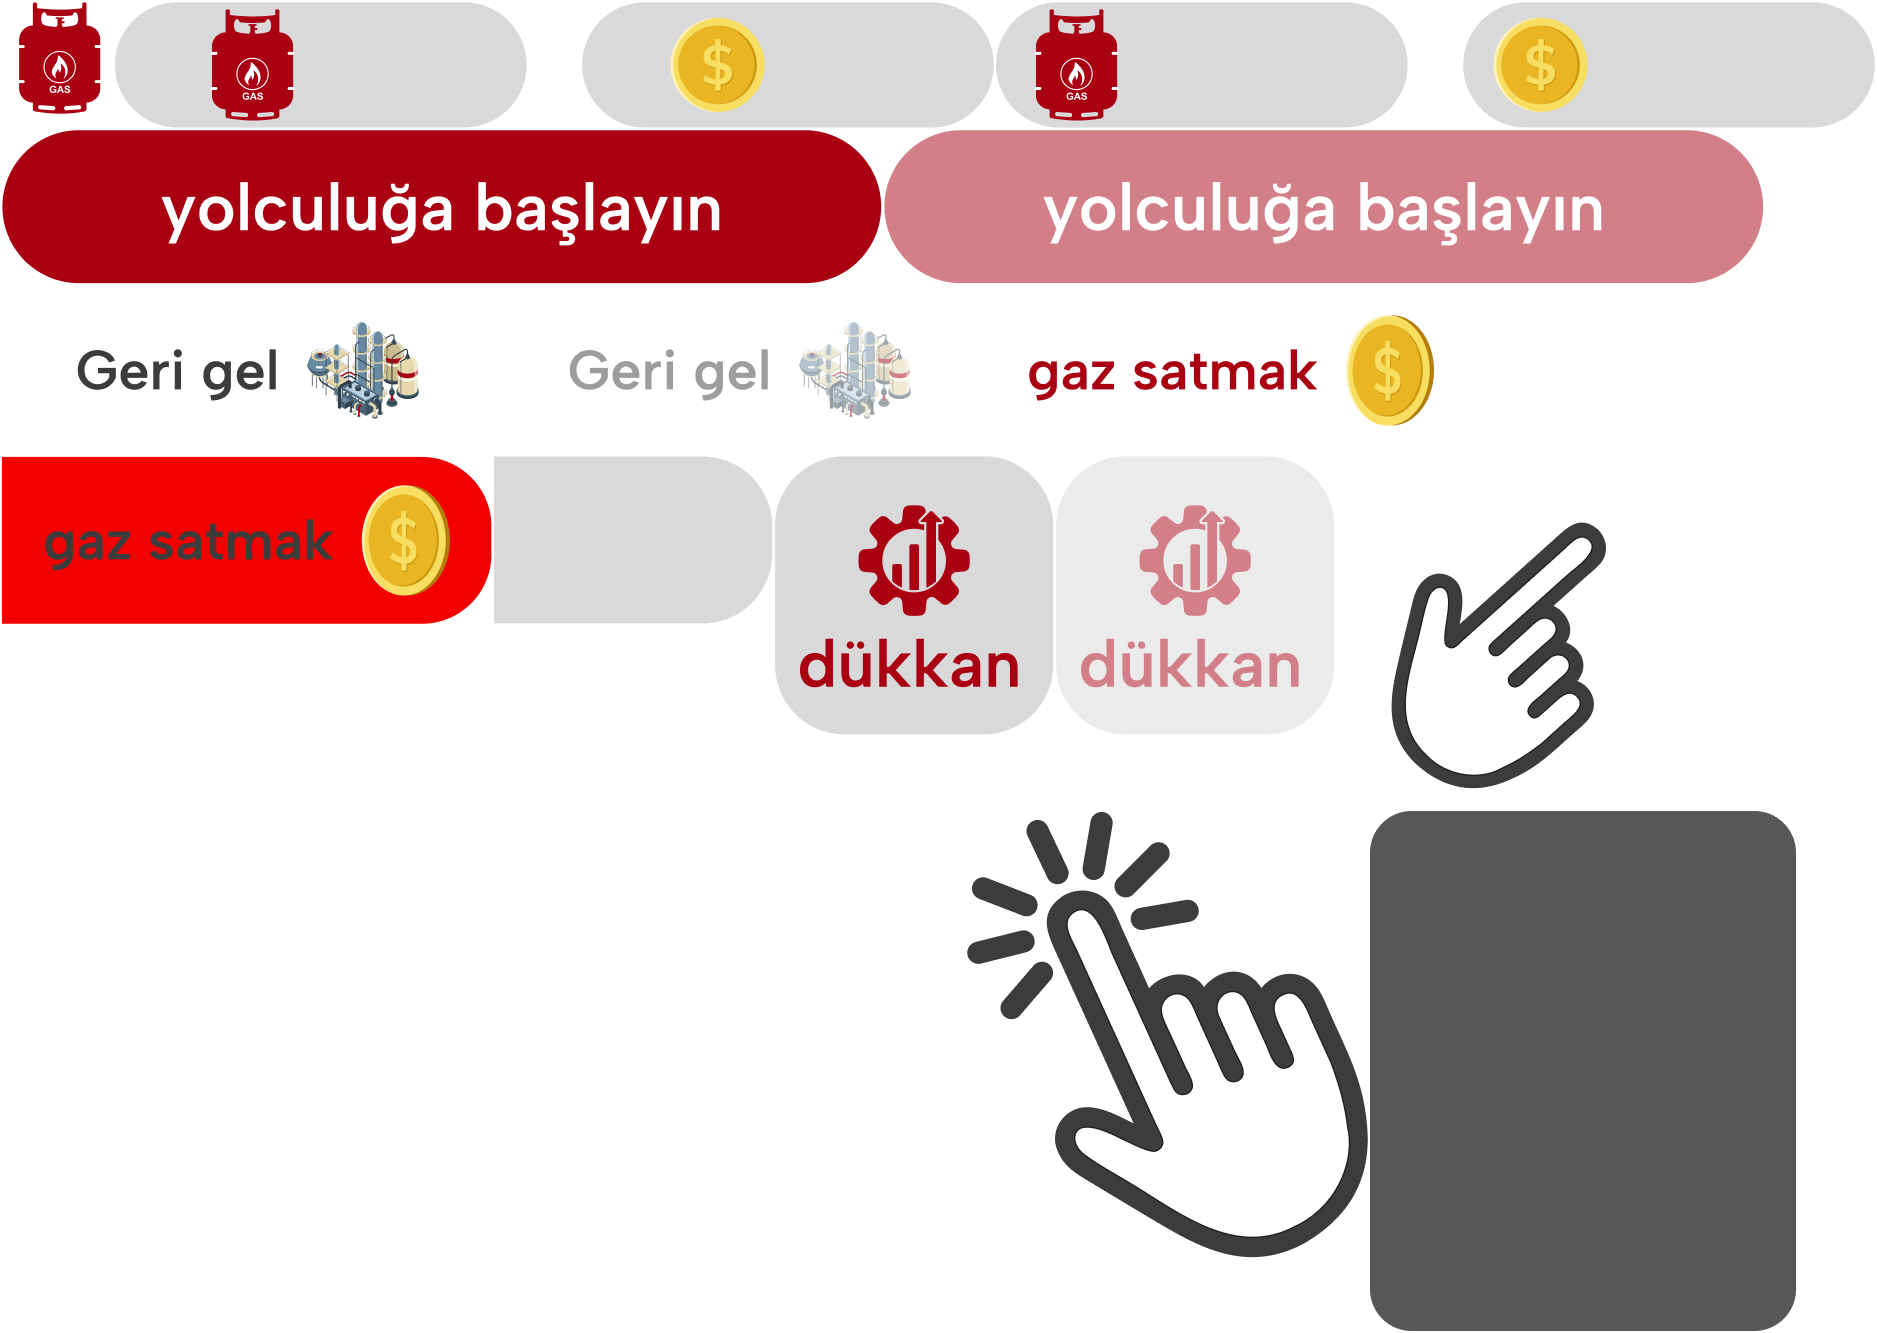 GAS
GAS
$
GAS
$
yolculuğa başlayın
yolculuğa başlayın
Geri gel
Geri gel
gaz satmak
$
gaz satmak
$
dükkan
dükkan